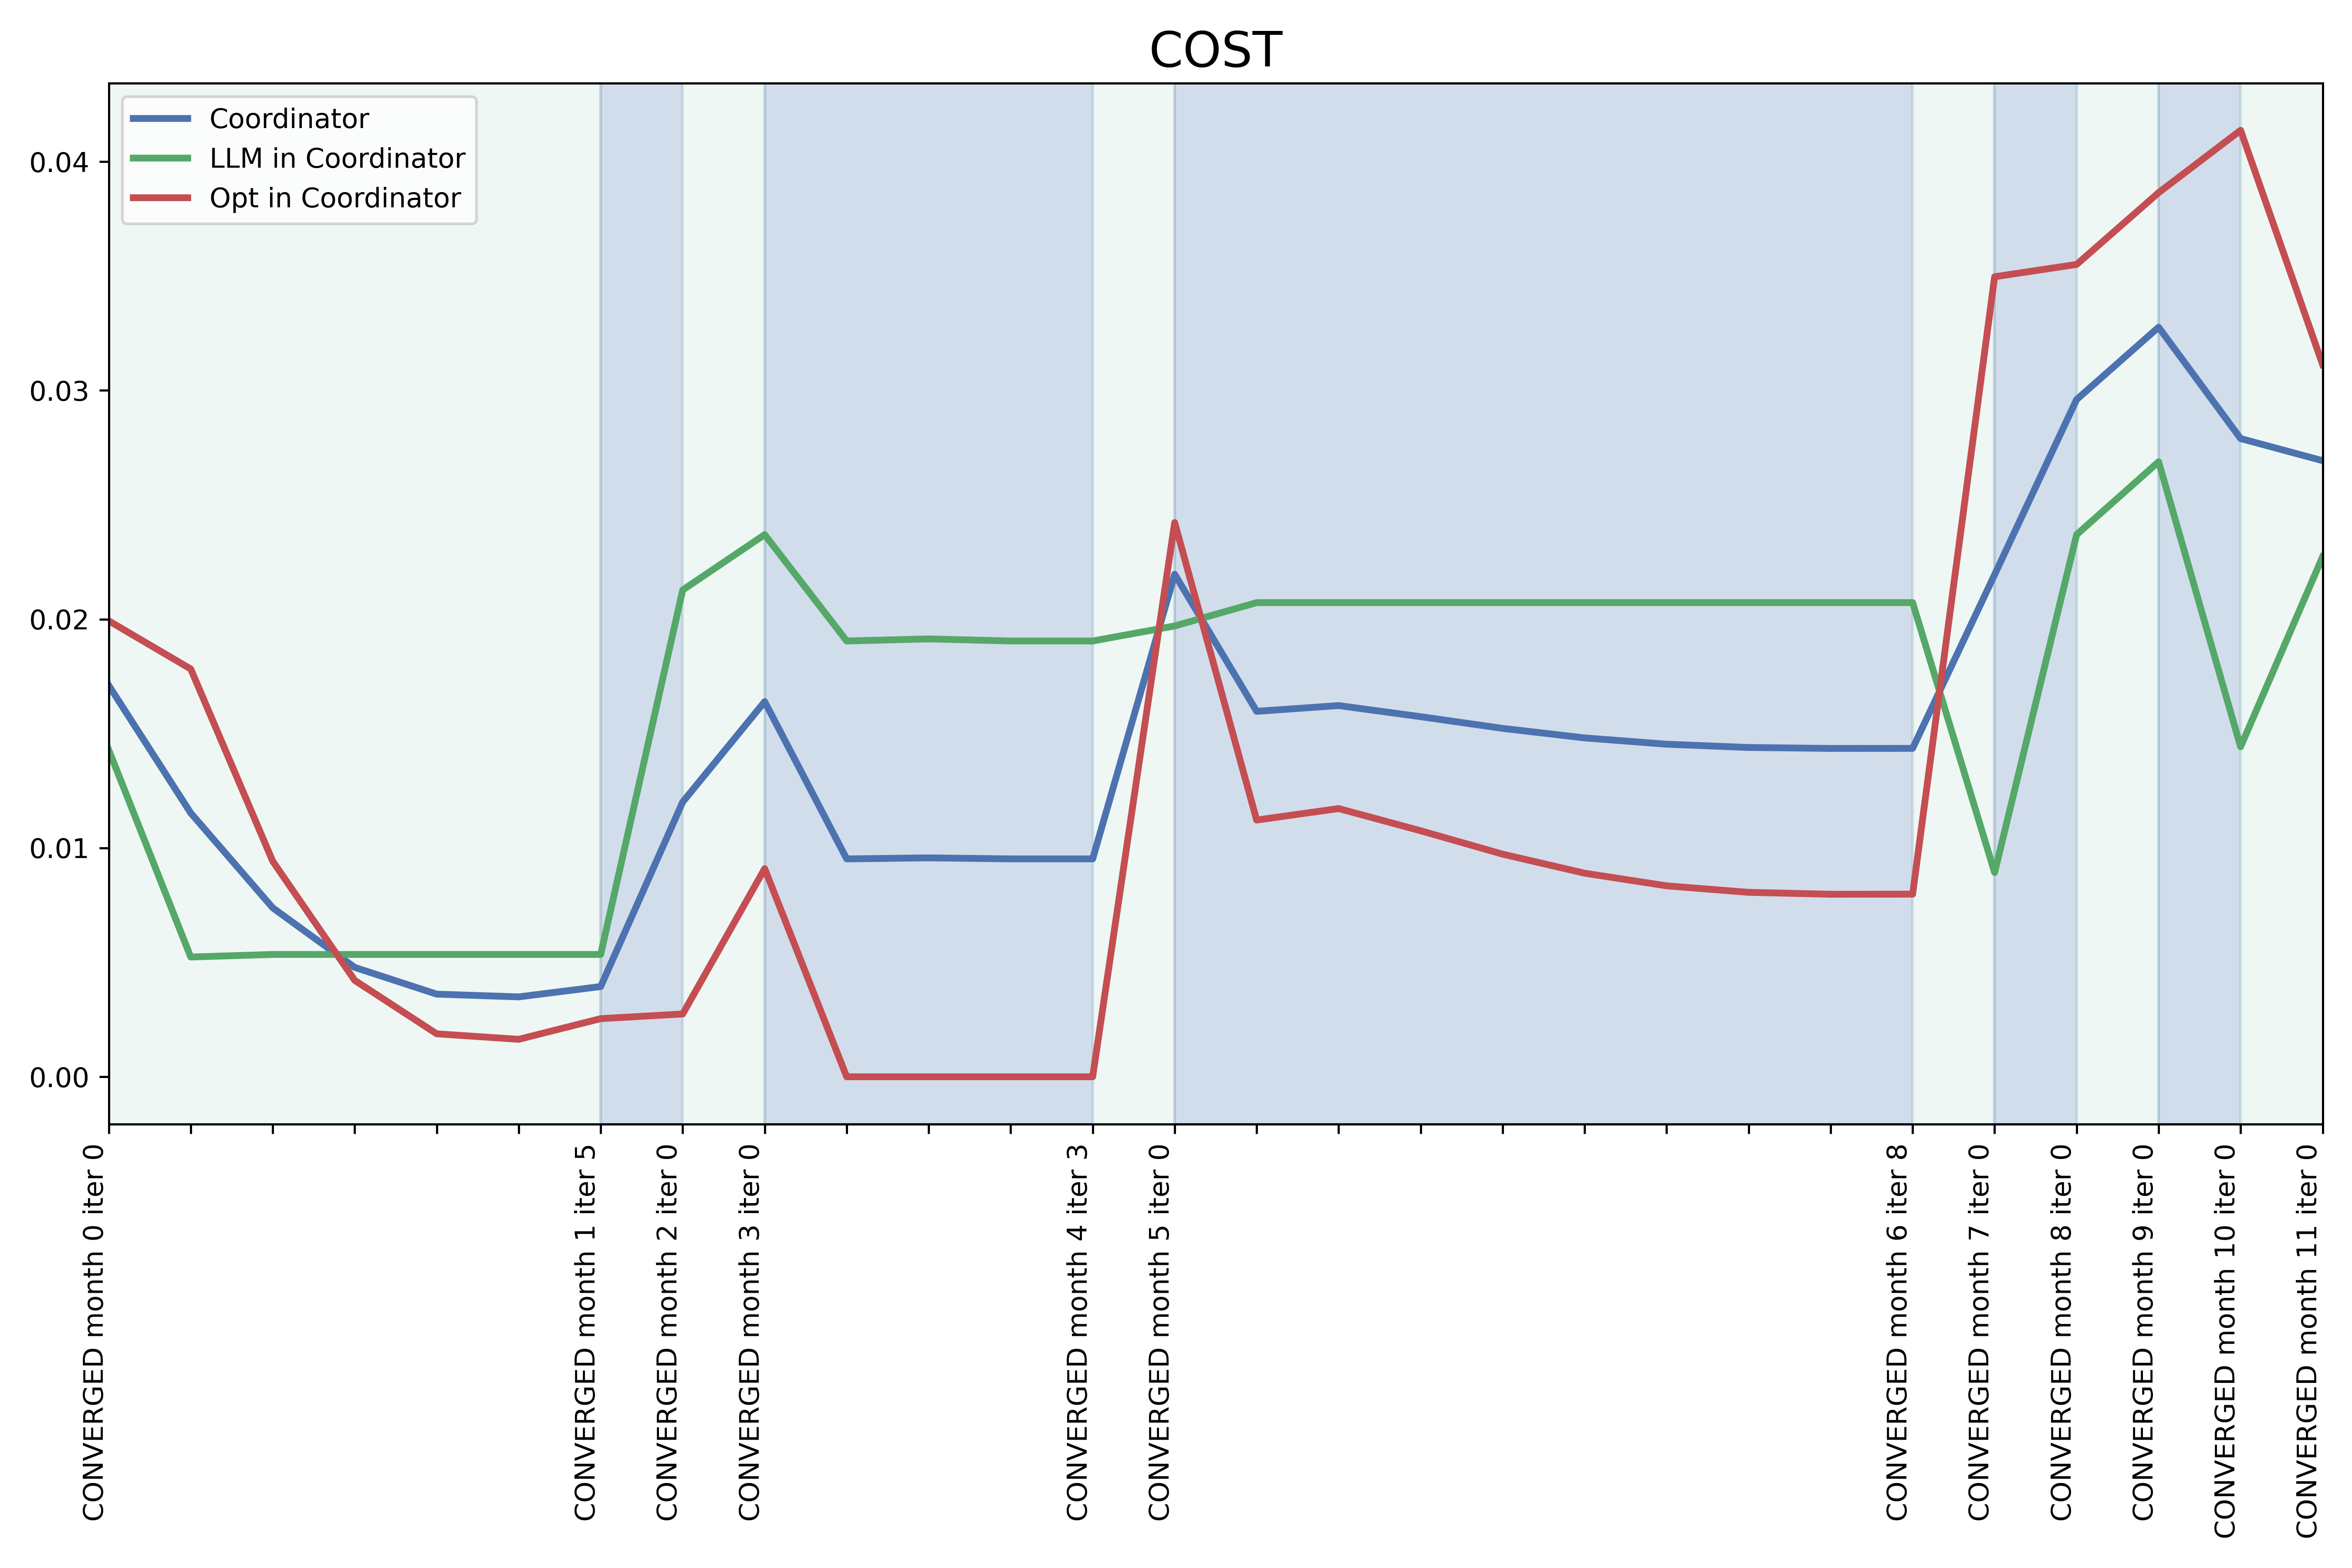 COST
Coordinator
LLM in Coordinator
Opt in Coordinator
0.04
0.03
0.02
0.01
0.00
CONVERGED month 0 iter 0
CONVERGED month 1 iter 5
CONVERGED month 2 iter 0
CONVERGED month 3 iter 0
CONVERGED month 4 iter 3
CONVERGED month 5 iter 0
CONVERGED month 6 iter 8
CONVERGED month 7 iter 0
CONVERGED month 8 iter 0
CONVERGED month 9 iter 0
CONVERGED month 10 iter 0
CONVERGED month 11 iter 0